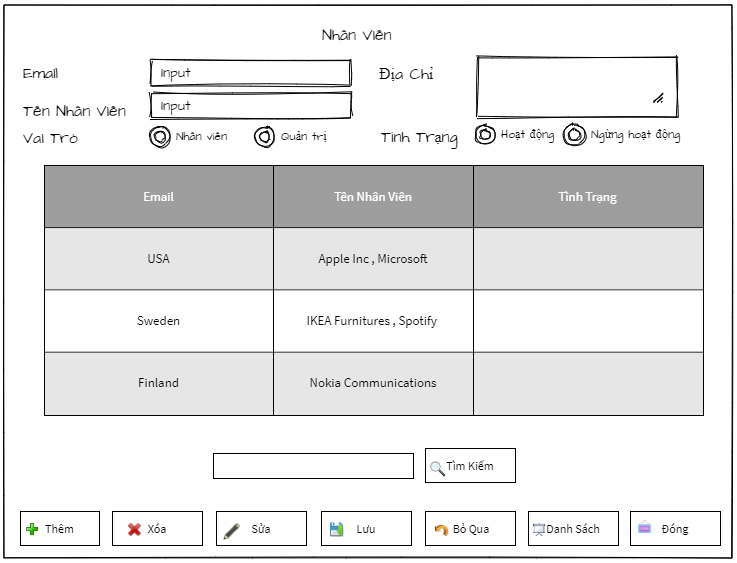 Nhân Viên
Email
Input
Địa Chỉ
Tên Nhân Viên
Input
Vai Trò
Nhân viên
Quản trị
Tình Trạng
Hoạt động
Ngừng hoạt động
Email
Tên Nhân Viên
Tình Trạng
USA
Apple Inc , Microsoft
Sweden
IKEA Furnitures , Spotify
Finland
Nokia Communications
Tìm Kiếm
Thêm
Xóa
Sửa
Lưu
Bỏ Qua
Danh Sách
Đóng